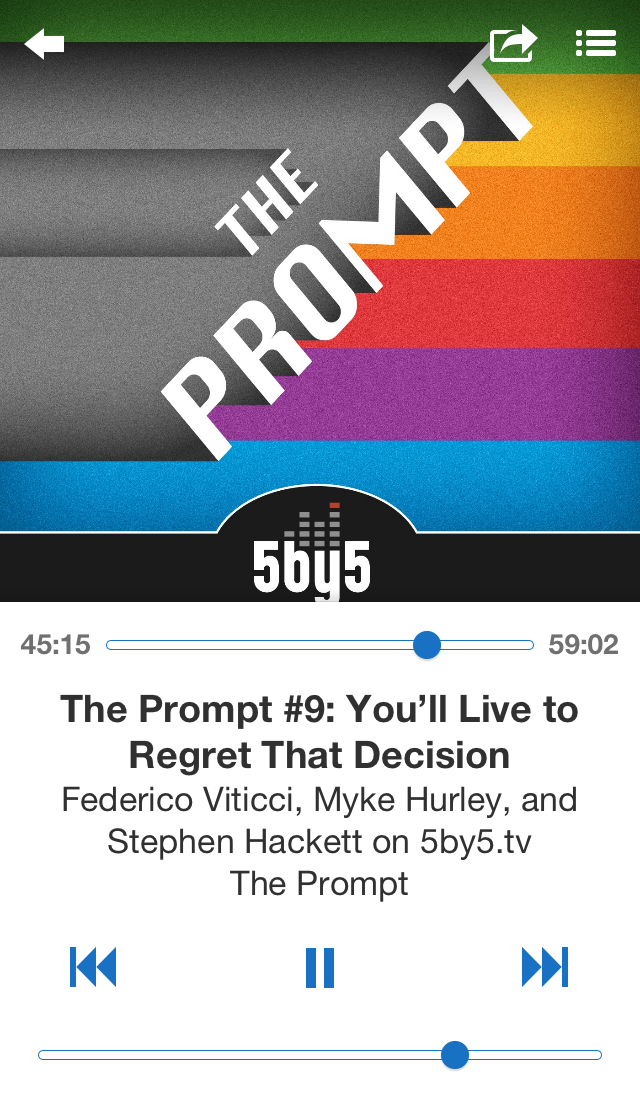 THE
PROMPT
5by5
45:15
59:02
The Prompt #9: You’ll Live to
Regret That Decision
Federico Viticci, Myke Hurley, and
Stephen Hackett on 5by5.tv
The Prompt